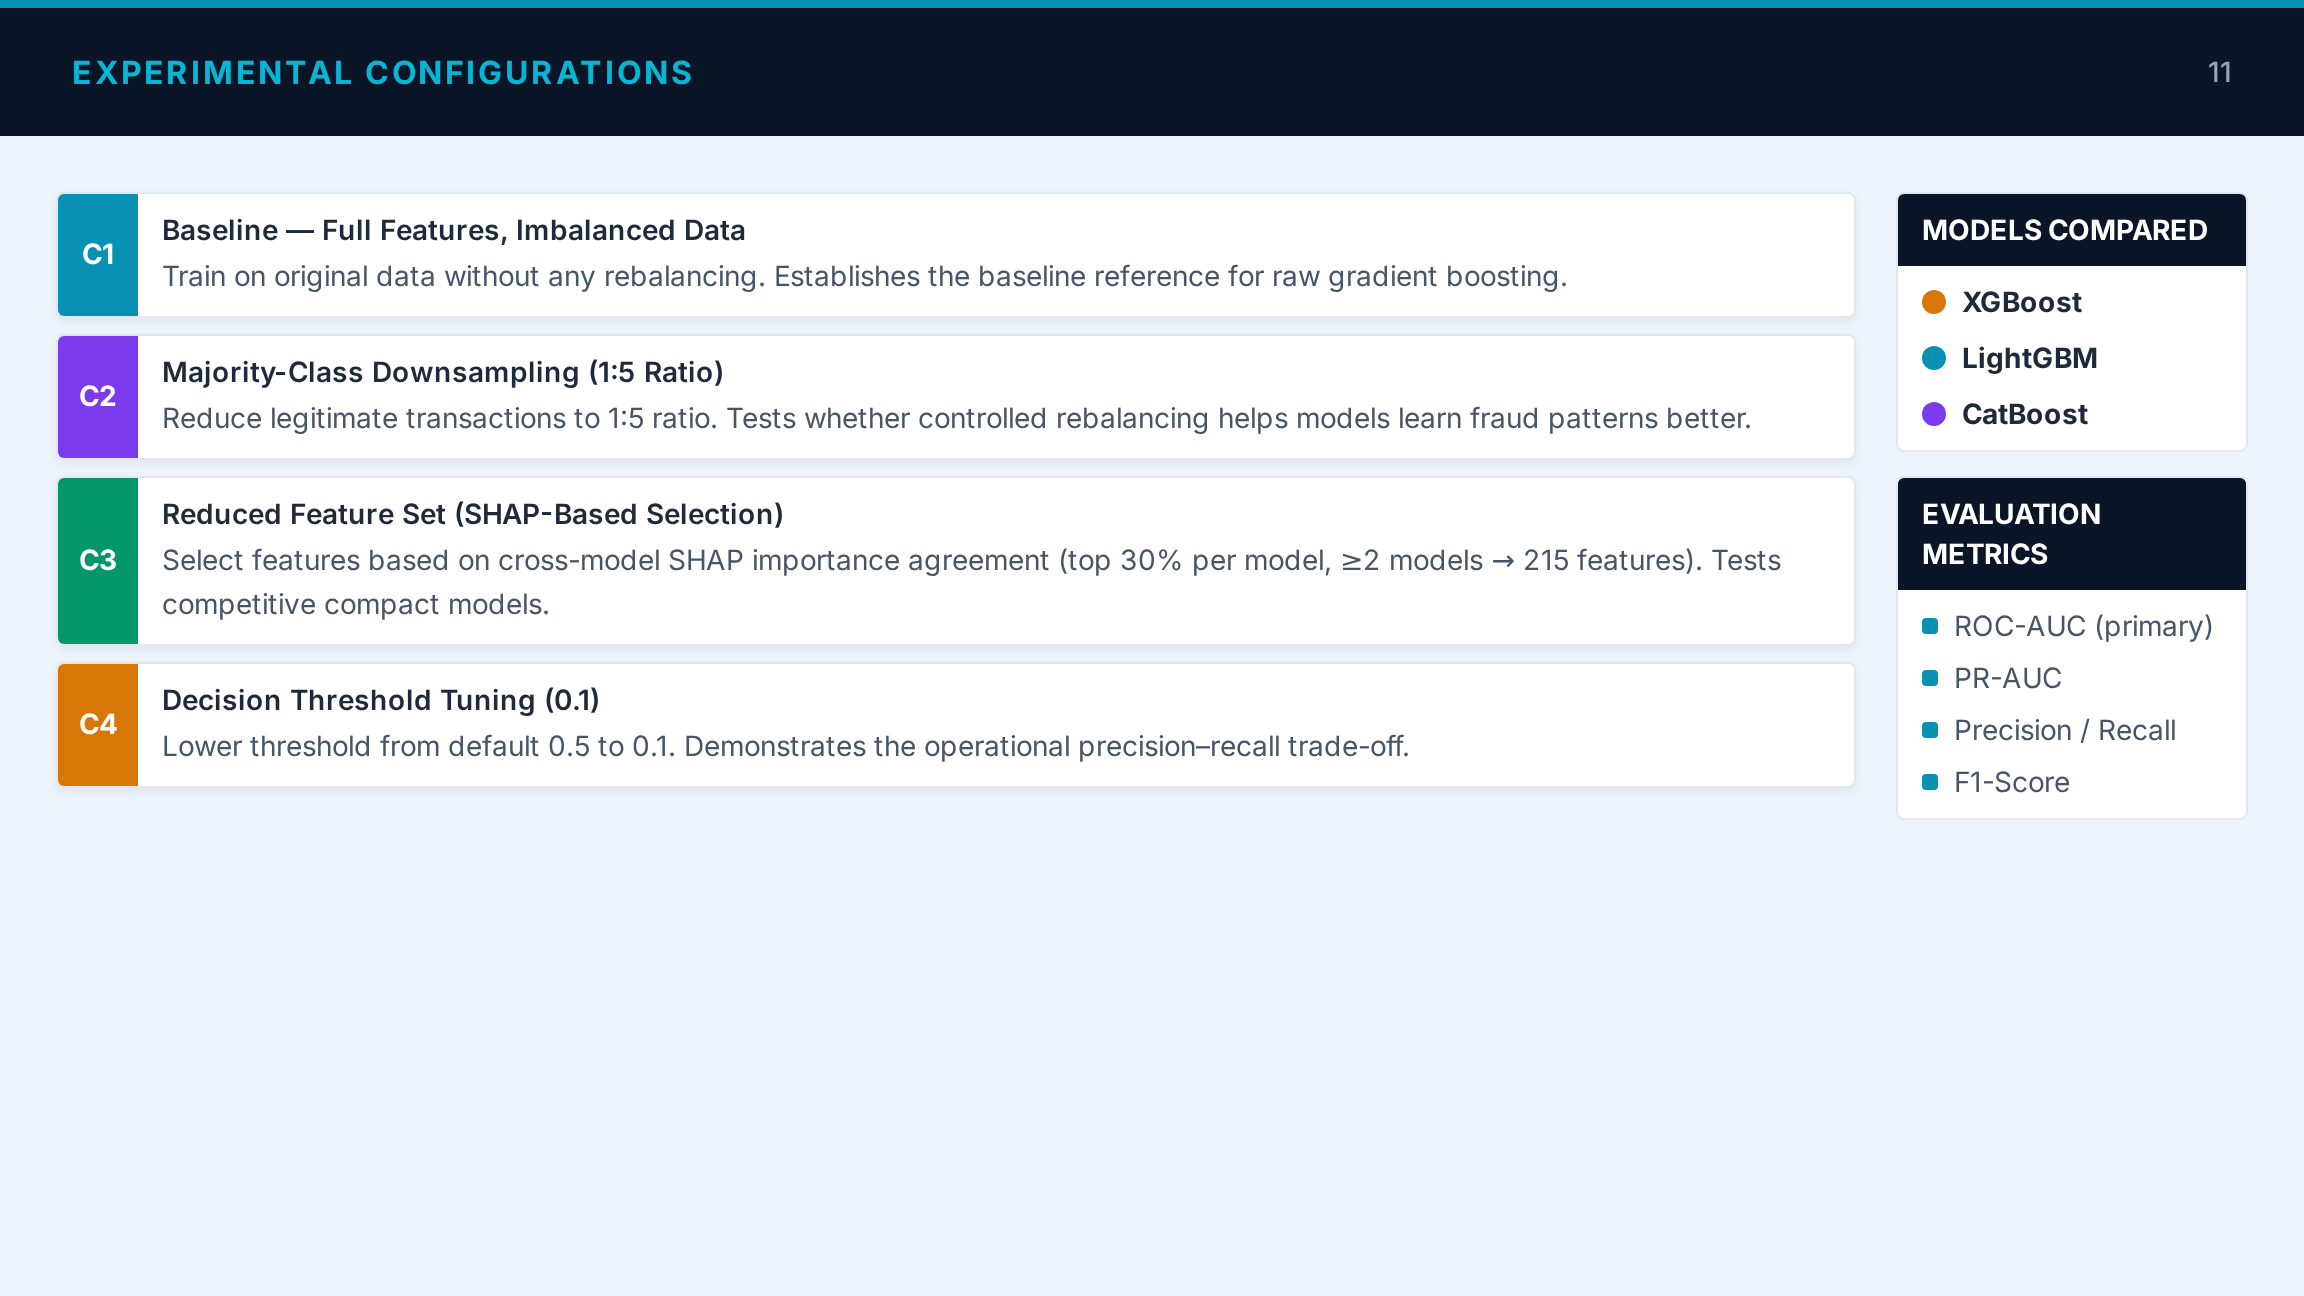 EXPERIMENTAL CONFIGURATIONS
11
C1
Baseline — Full Features, Imbalanced Data
Train on original data without any rebalancing. Establishes the baseline reference for raw gradient boosting.
C2
Majority-Class Downsampling (1:5 Ratio)
Reduce legitimate transactions to 1:5 ratio. Tests whether controlled rebalancing helps models learn fraud patterns better.
C3
Reduced Feature Set (SHAP-Based Selection)
Select features based on cross-model SHAP importance agreement (top 30% per model, ≥2 models → 215 features). Tests
competitive compact models.
C4
Decision Threshold Tuning (0.1)
Lower threshold from default 0.5 to 0.1. Demonstrates the operational precision–recall trade-off.
MODELS COMPARED
XGBoost
LightGBM
CatBoost
EVALUATION
METRICS
ROC-AUC (primary)
PR-AUC
Precision / Recall
F1-Score